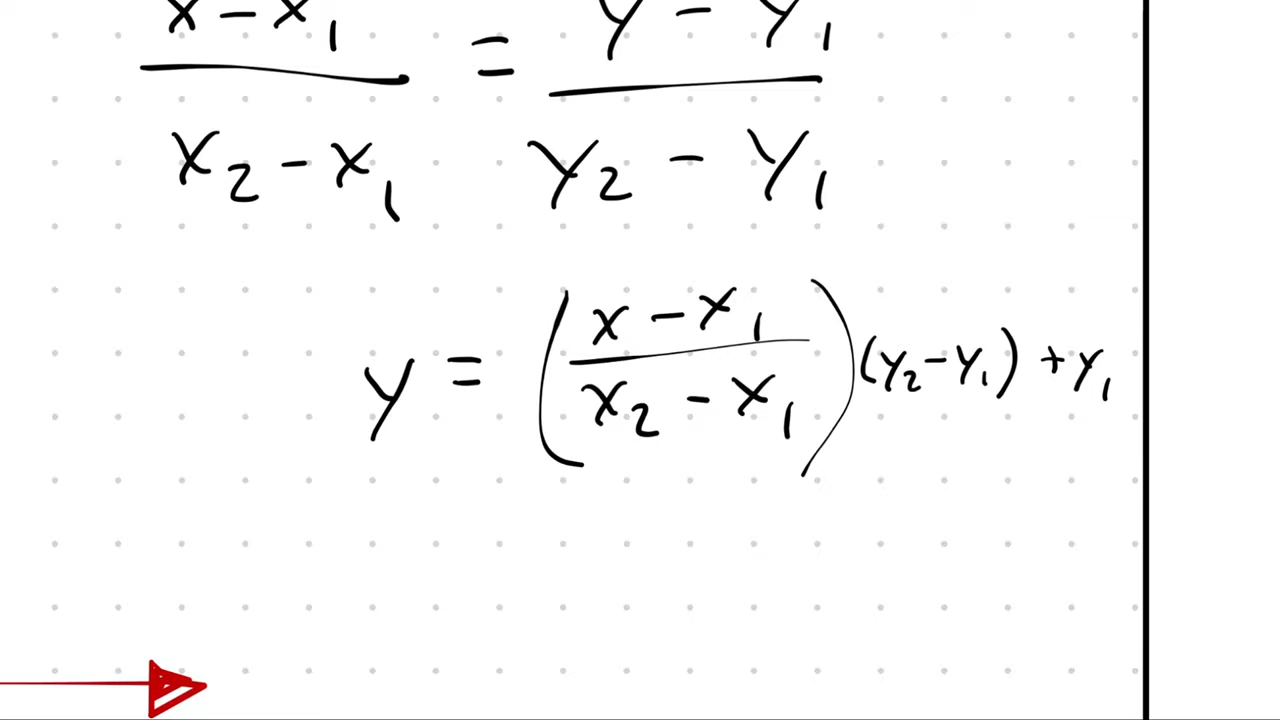 x - x₁ / x₂ - x₁ = y - y₁ / y₂ - y₁
y = (x - x₁ / x₂ - x₁)(y₂ - y₁) + y₁